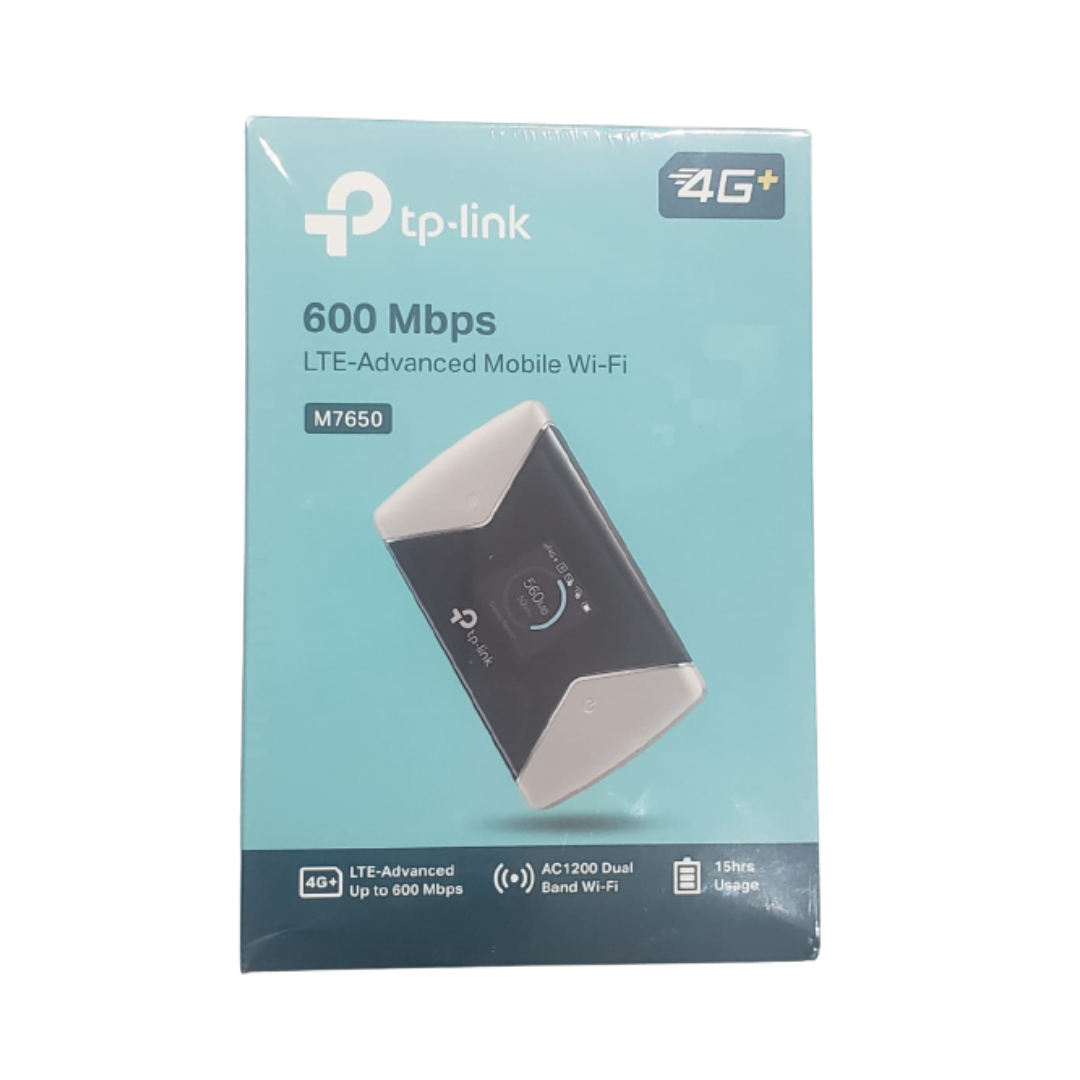 tp-link
4G+
600 Mbps
LTE-Advanced Mobile Wi-Fi
M7650
560MB
tp-link
4G+
LTE-Advanced
Up to 600 Mbps
AC1200 Dual
Band Wi-Fi
15hrs
Usage